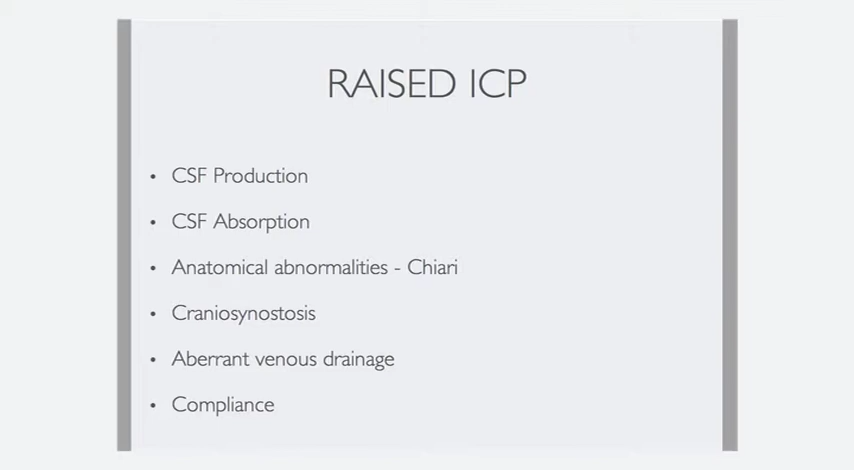 RAISED ICP
• CSF Production
• CSF Absorption
• Anatomical abnormalities - Chiari
• Craniosynostosis
• Aberrant venous drainage
• Compliance